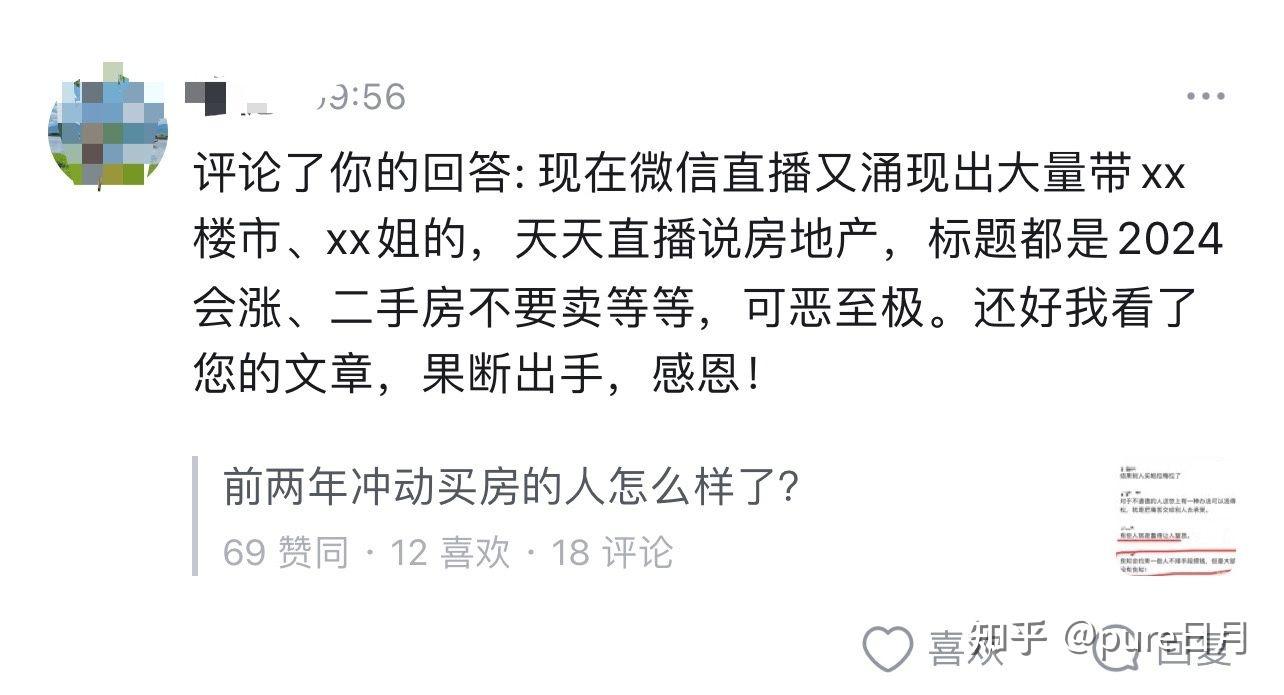 9:56
评论了你的回答: 现在微信直播又涌现出大量带xx
楼市、xx姐的，天天直播说房地产，标题都是2024
会涨、二手房不要卖等等，可恶至极。还好我看了
您的文章，果断出手，感恩！
前两年冲动买房的人怎么样了？
69 赞同 · 12 喜欢 · 18 评论
喜欢
回复
知乎 @pure日月